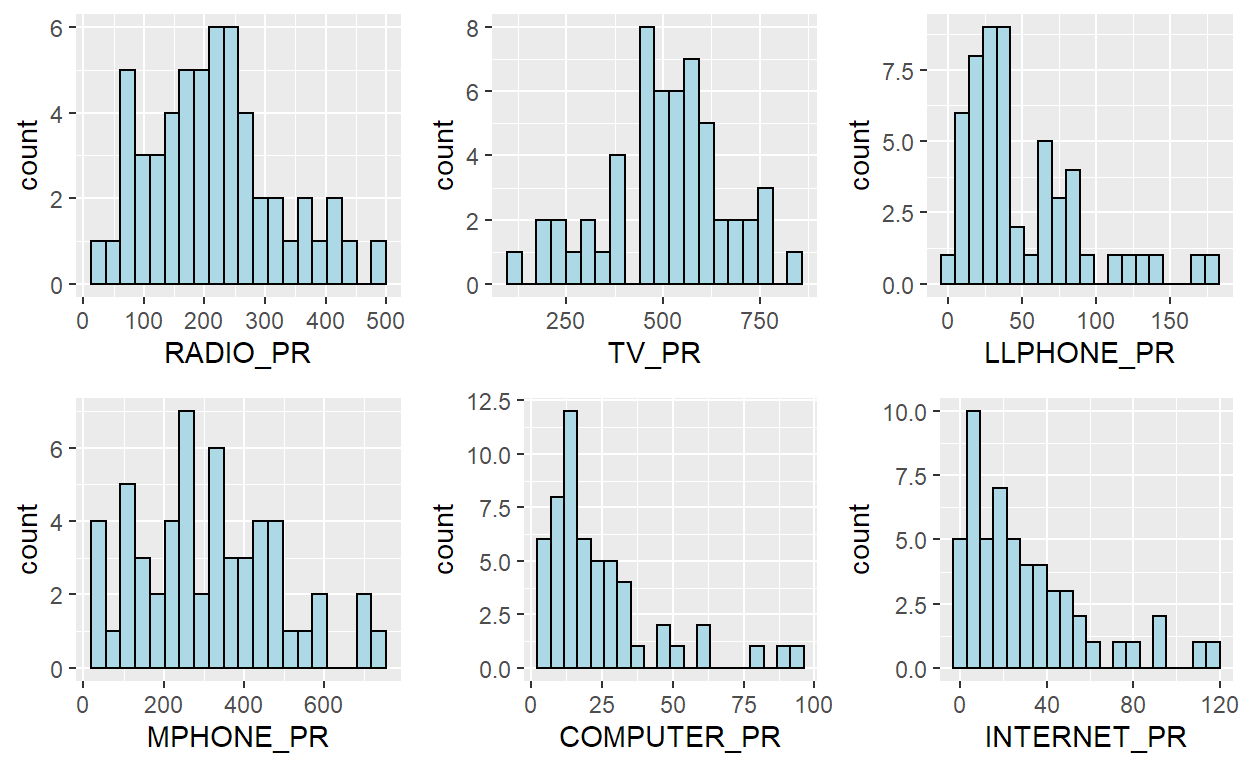 count
6
4
2
0
0 100 200 300 400 500
RADIO_PR
count
8
6
4
2
0
250 500 750
TV_PR
count
7.5
5.0
2.5
0.0
0 50 100 150
LLPHONE_PR
count
6
4
2
0
0 200 400 600
MPHONE_PR
count
12.5
10.0
7.5
5.0
2.5
0.0
0 25 50 75 100
COMPUTER_PR
count
10.0
7.5
5.0
2.5
0.0
0 40 80 120
INTERNET_PR